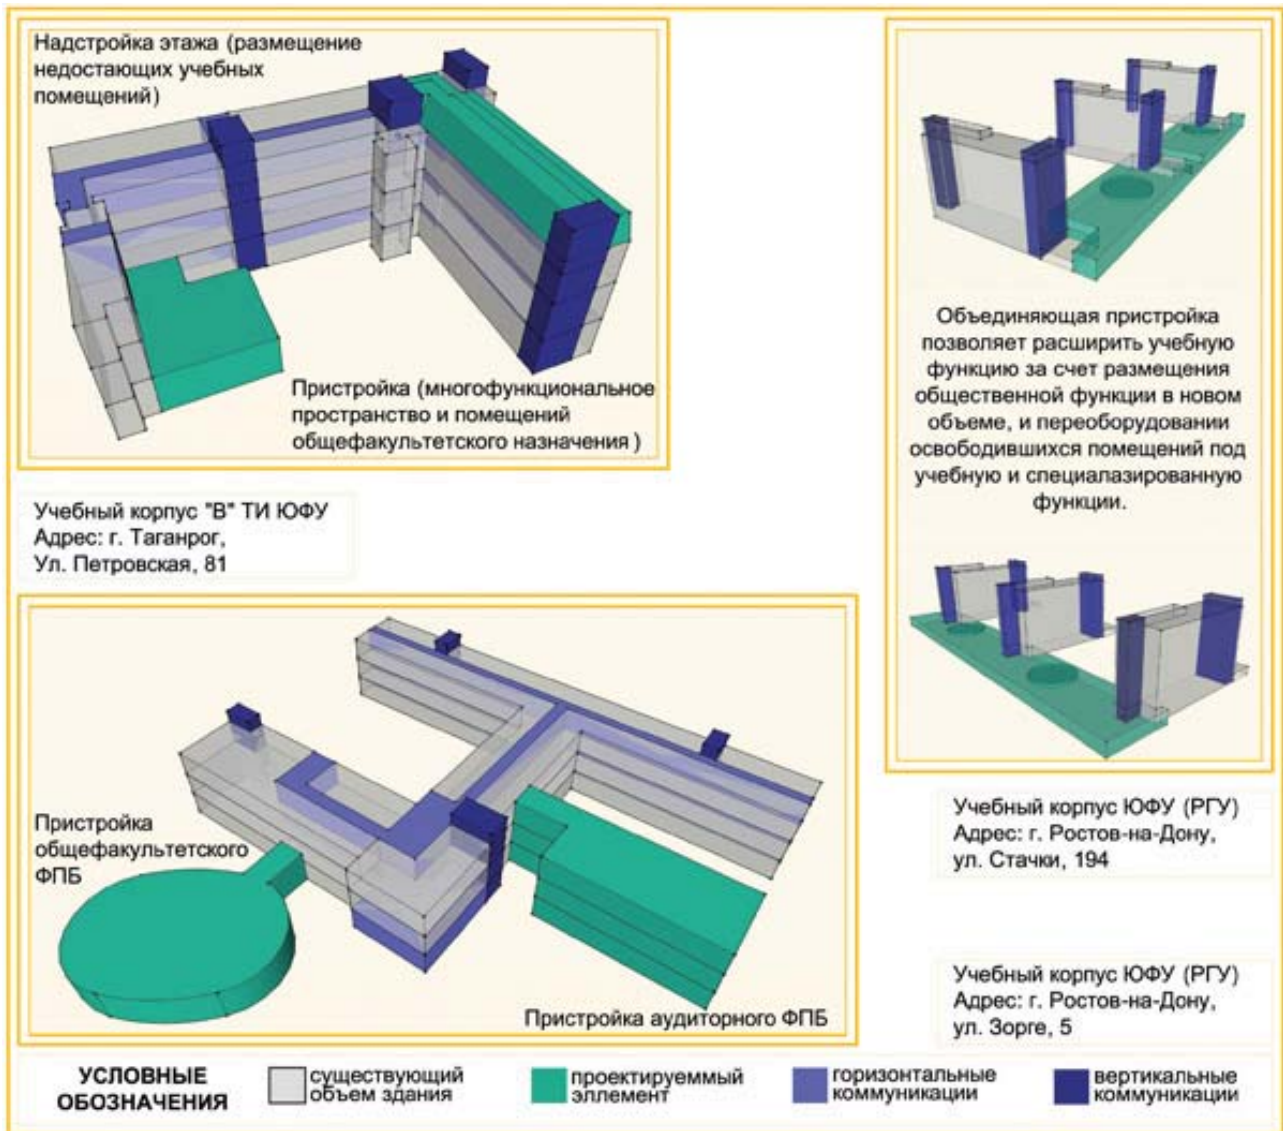 Надстройка этажа (размещение
недостающих учебных
помещений)
Пристройка (многофункциональное
пространство и помещений
общефакультетского назначения )
Учебный корпус "В" ТИ ЮФУ
Адрес: г. Таганрог,
Ул. Петровская, 81
Объединяющая пристройка
позволяет расширить учебную
функцию за счет размещения
общественной функции в новом
объеме, и переоборудовании
освободившихся помещений под
учебную и специалазированную
функции.
Пристройка
общефакультетского
ФПБ
Пристройка аудиторного ФПБ
Учебный корпус ЮФУ (РГУ)
Адрес: г. Ростов-на-Дону,
ул. Стачки, 194
Учебный корпус ЮФУ (РГУ)
Адрес: г. Ростов-на-Дону,
ул. Зорге, 5
УСЛОВНЫЕ
ОБОЗНАЧЕНИЯ
существующий
объем здания
проектируеммый
эллемент
горизонтальные
коммуникации
вертикальные
коммуникации